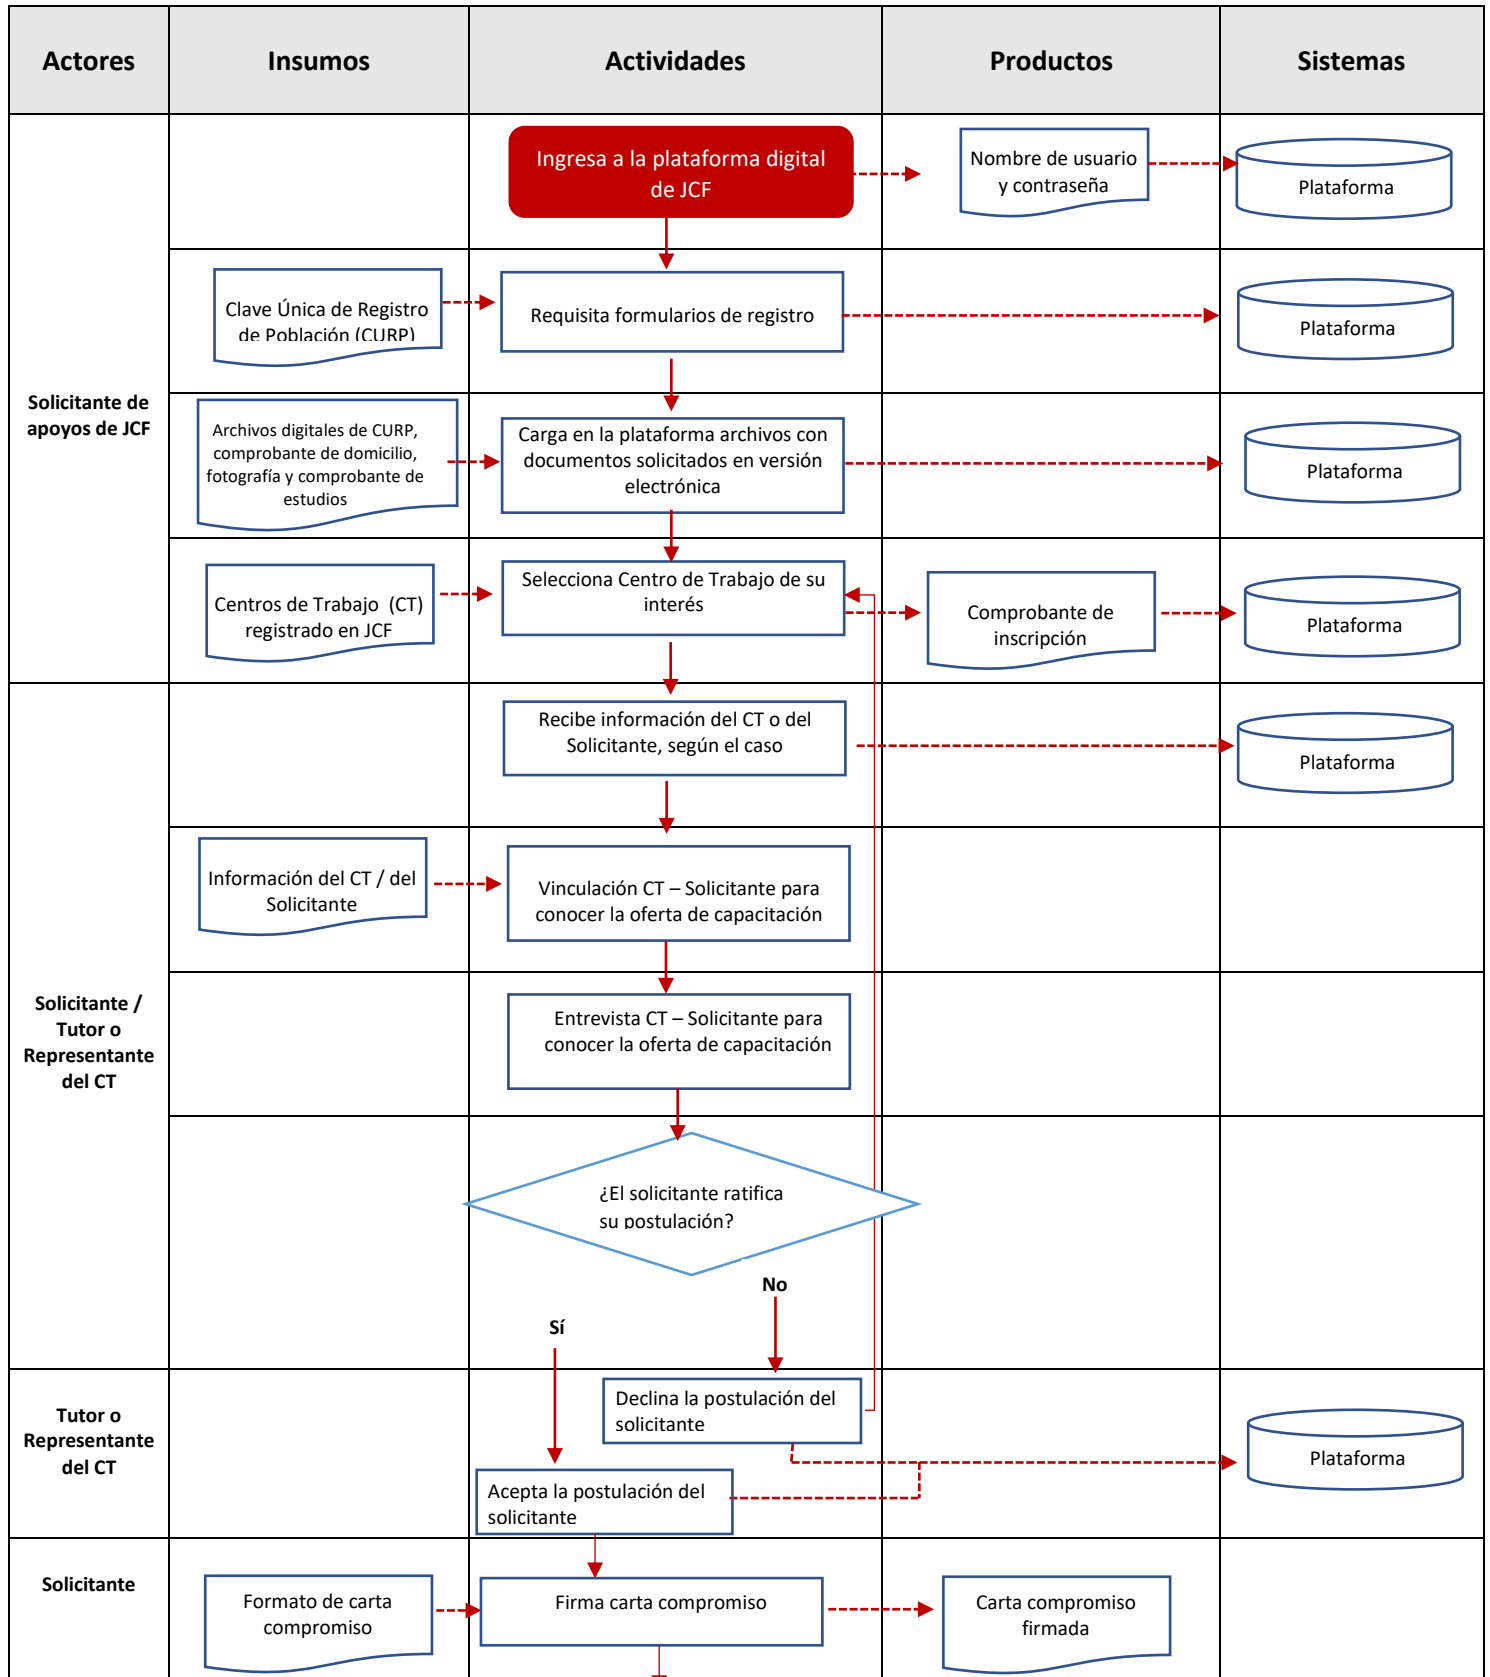 Actores
Insumos
Actividades
Productos
Sistemas
Solicitante de
apoyos de JCF
Ingresa a la plataforma digital
de JCF
Nombre de usuario
y contraseña
Plataforma
Clave Única de Registro
de Población (CURP)
Requisita formularios de registro
Plataforma
Archivos digitales de CURP,
comprobante de domicilio,
fotografía y comprobante de
estudios
Carga en la plataforma archivos con
documentos solicitados en versión
electrónica
Plataforma
Centros de Trabajo (CT)
registrado en JCF
Selecciona Centro de Trabajo de su
interés
Comprobante de
inscripción
Plataforma
Solicitante /
Tutor o
Representante
del CT
Recibe información del CT o del
Solicitante, según el caso
Plataforma
Información del CT / del
Solicitante
Vinculación CT – Solicitante para
conocer la oferta de capacitación
Entrevista CT – Solicitante para
conocer la oferta de capacitación
¿El solicitante ratifica
su postulación?
No
Sí
Tutor o
Representante
del CT
Declina la postulación del
solicitante
Plataforma
Acepta la postulación del
solicitante
Solicitante
Formato de carta
compromiso
Firma carta compromiso
Carta compromiso
firmada